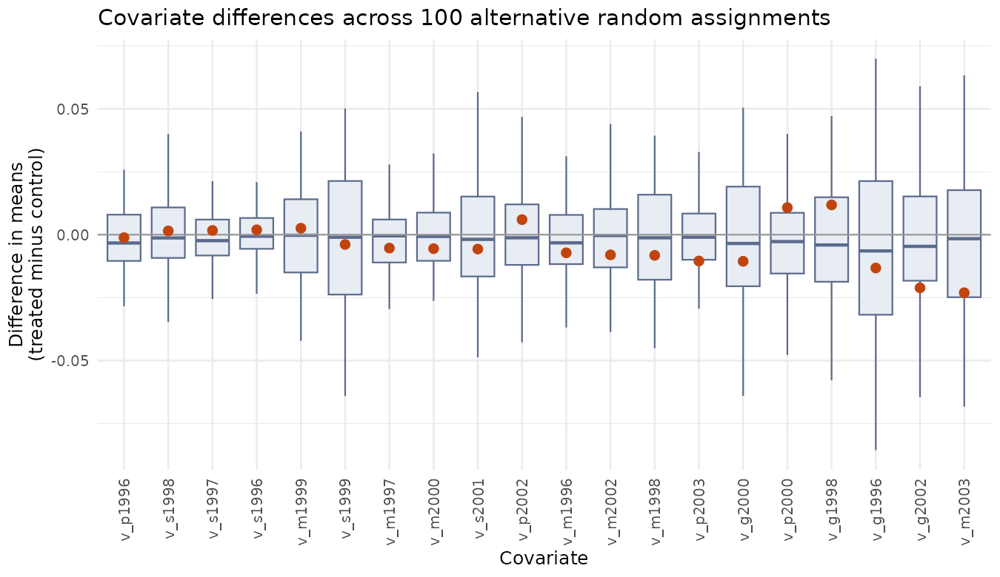 Covariate differences across 100 alternative random assignments
Difference in means
(treated minus control)
0.05
0.00
-0.05
v_p1996
v_s1998
v_s1997
v_s1996
v_m1999
v_s1999
v_m1997
v_m2000
v_s2001
v_p2002
v_m1996
v_m2002
v_m1998
v_p2003
v_g2000
v_p2000
v_g1998
v_g1996
v_g2002
v_m2003
Covariate